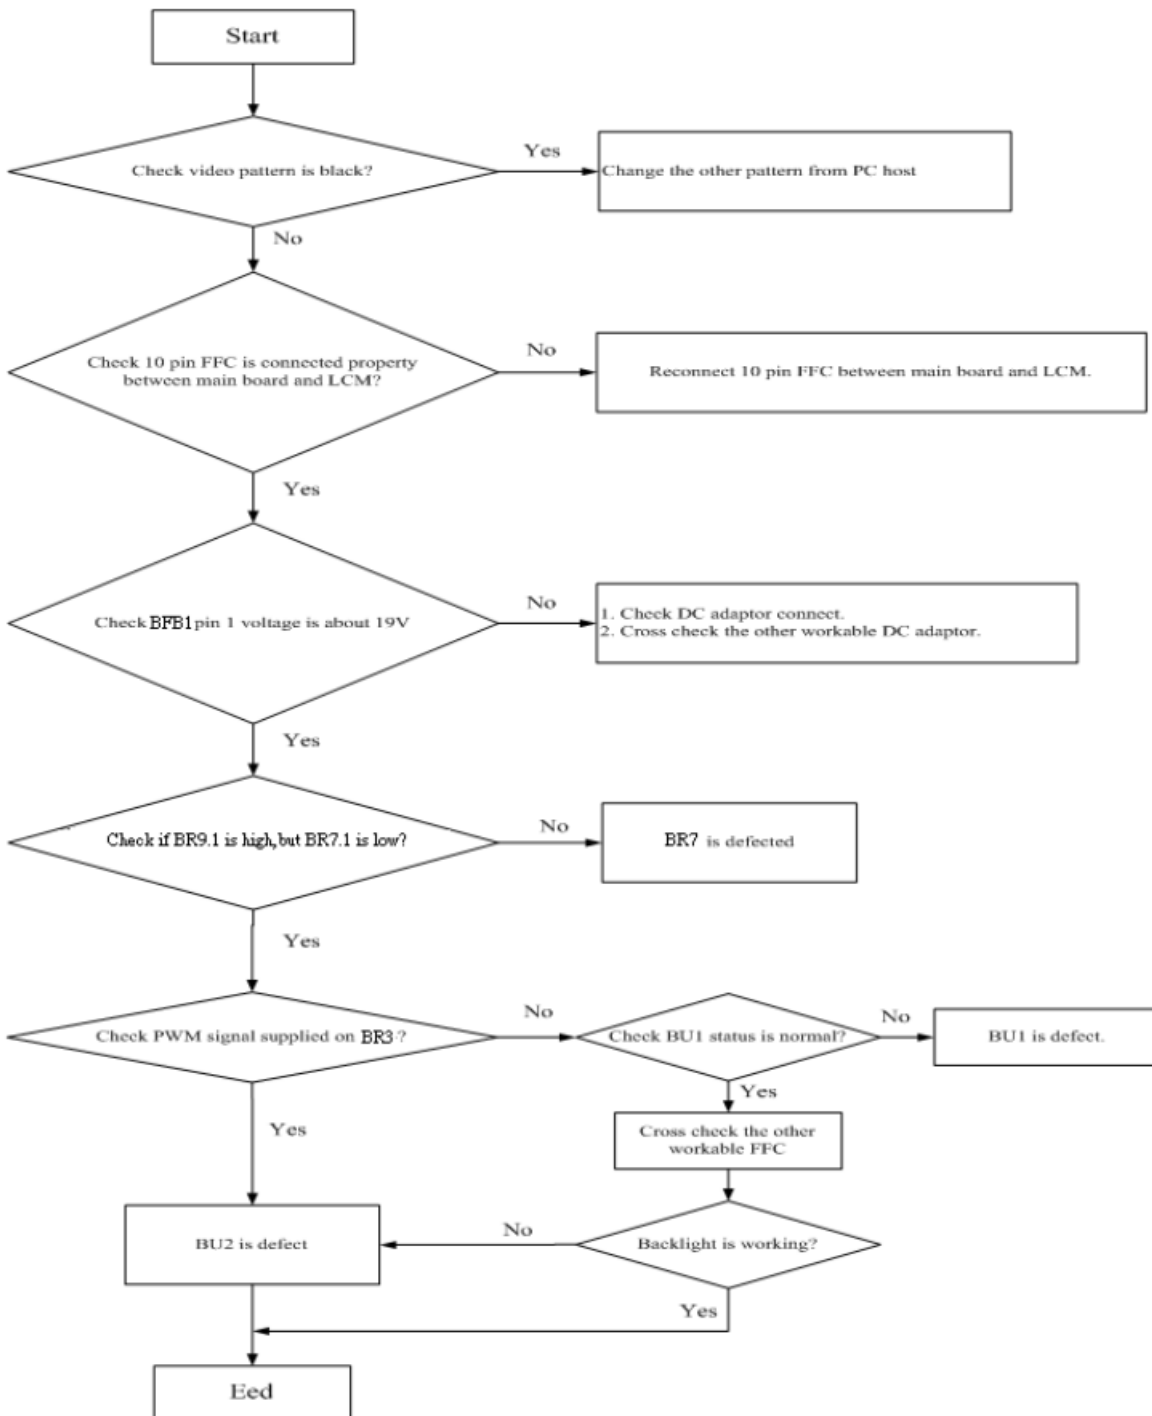 Start
Check video pattern is black?
Yes
Change the other pattern from PC host
No
Check 10 pin FFC is connected property
between main board and LCM?
No
Reconnect 10 pin FFC between main board and LCM.
Yes
Check BFB1 pin 1 voltage is about 19V
No
1. Check DC adaptor connect.
2. Cross check the other workable DC adaptor.
Yes
Check if BR9.1 is high, but BR7.1 is low?
No
BR7 is defected
Yes
Check PWM signal supplied on BR3 ?
No
Check BU1 status is normal?
No
BU1 is defect.
Yes
Cross check the other
workable FFC
Yes
BU2 is defect
No
Backlight is working?
Yes
Eed